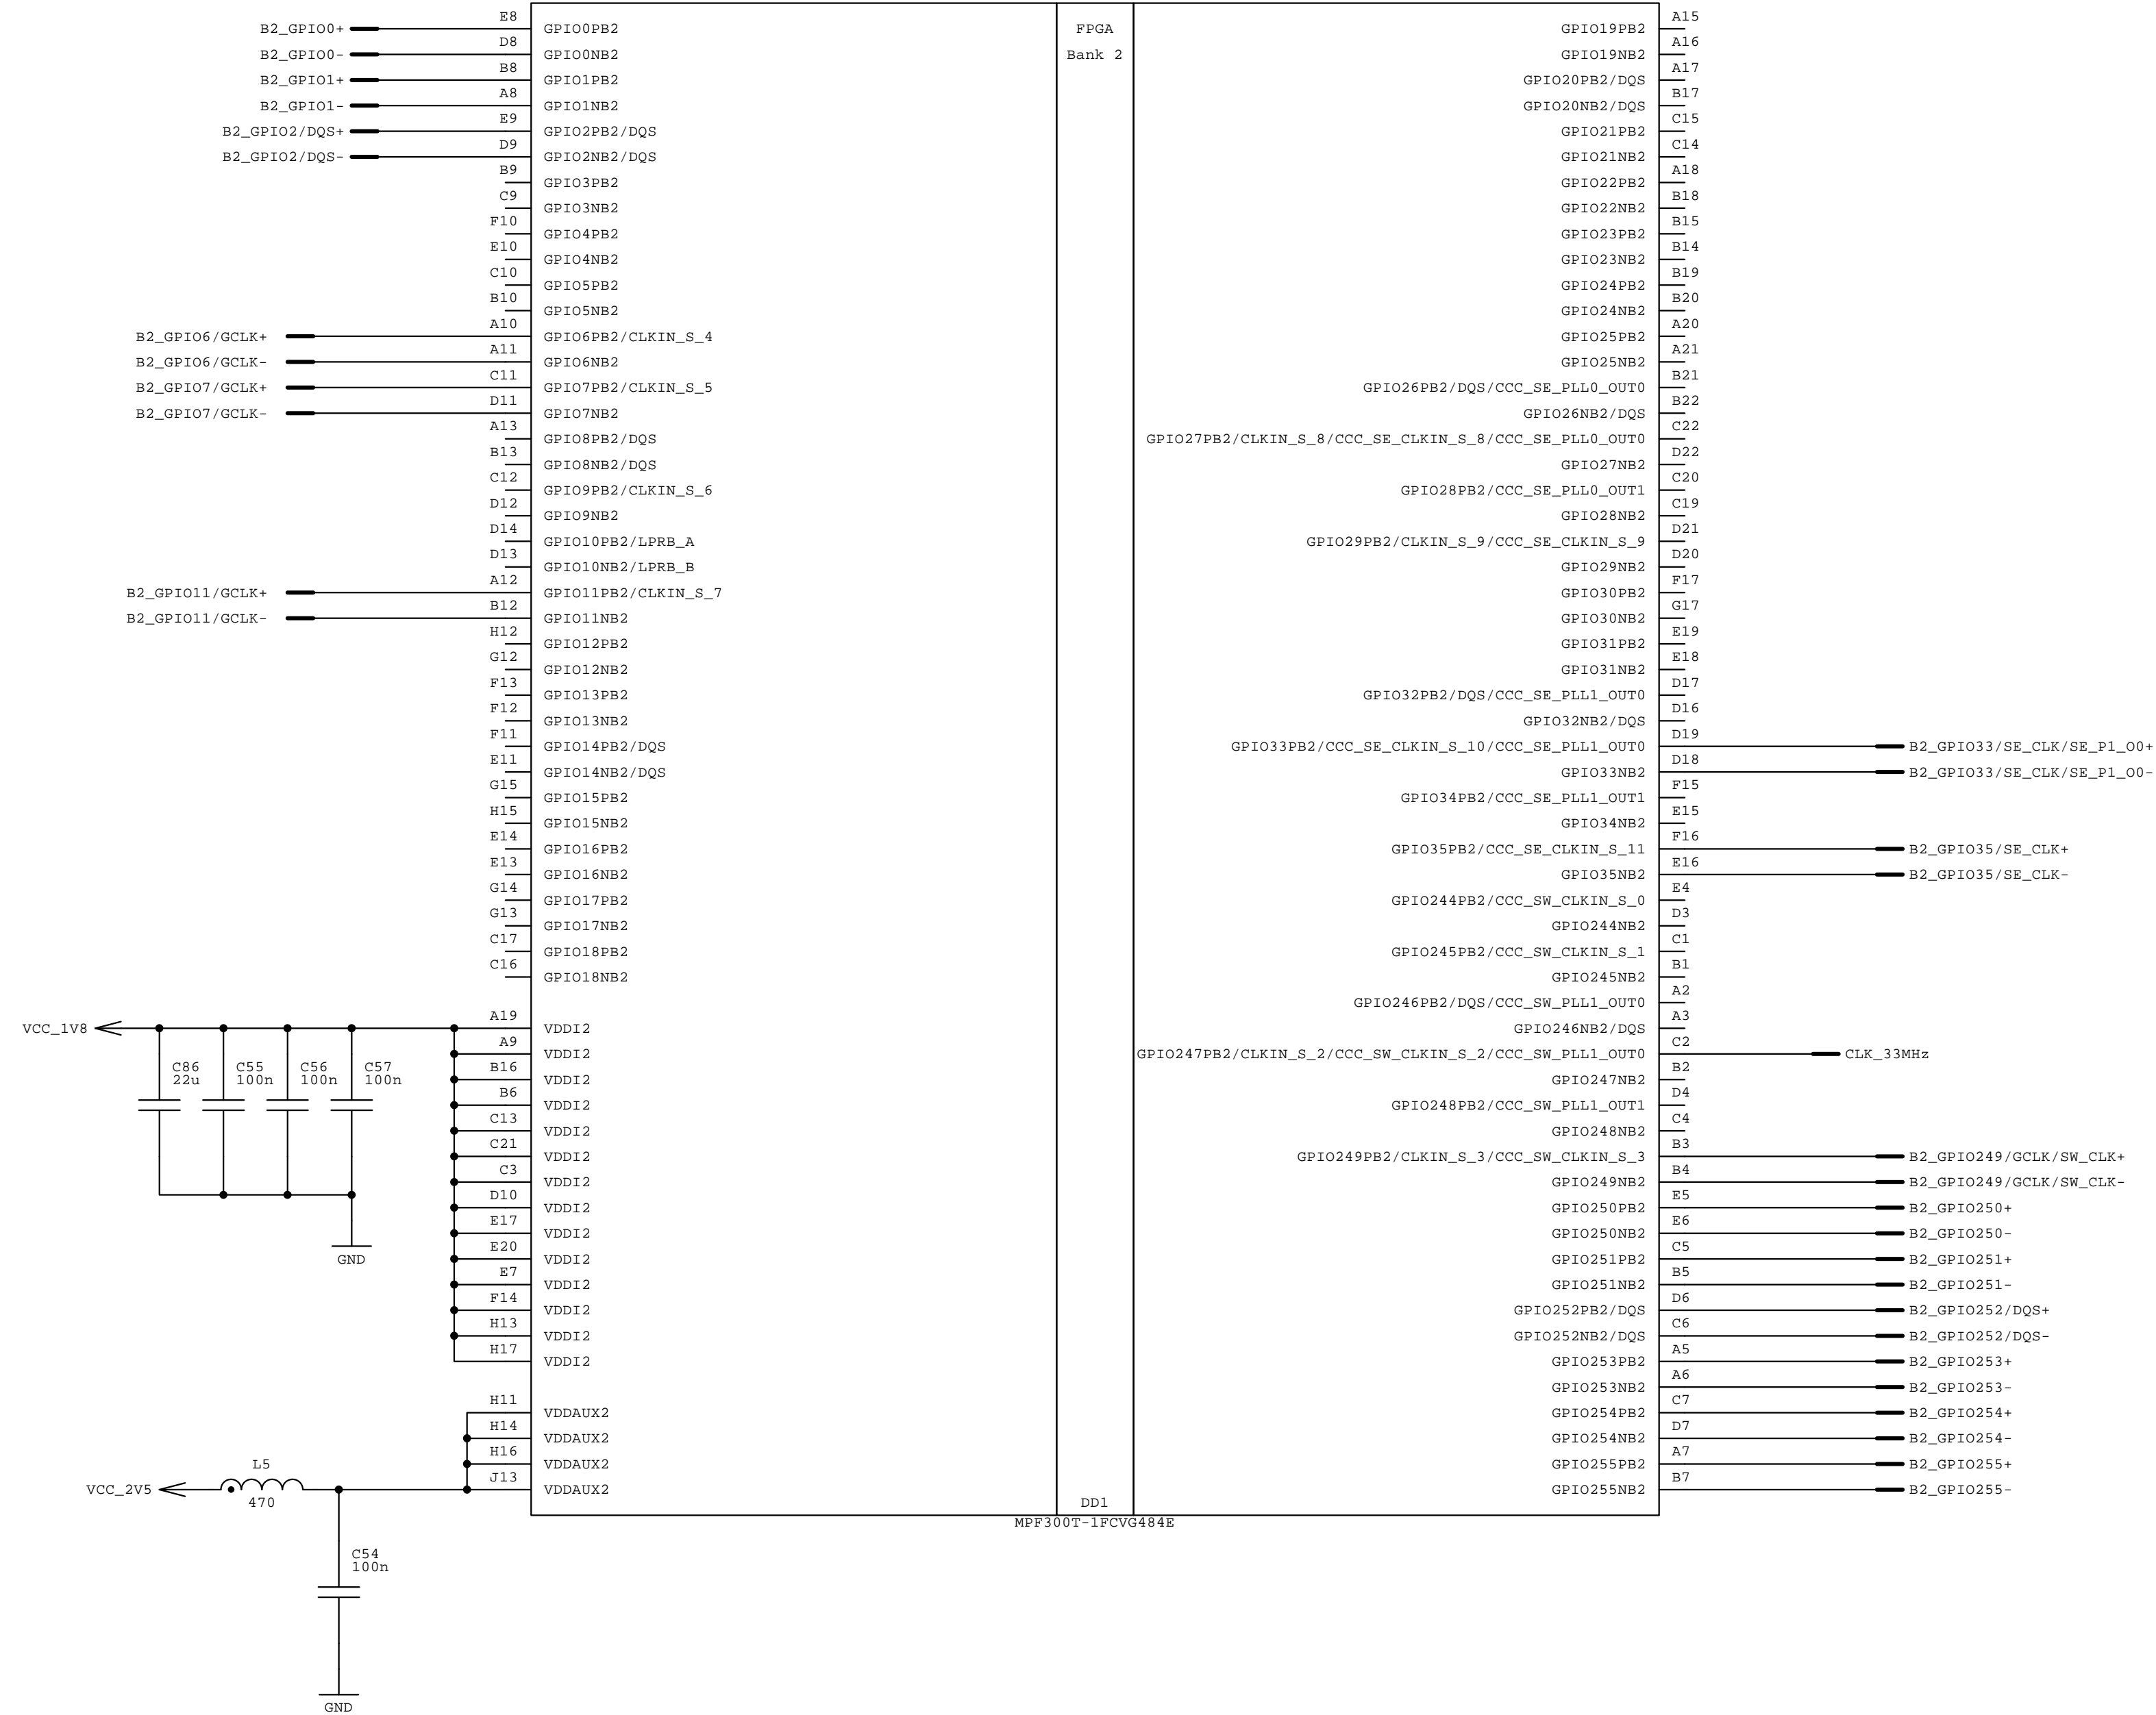 E8
B2_GPIO0+ GPIO0PB2
D8
B2_GPIO0- GPIO0NB2
B8
B2_GPIO1+ GPIO1PB2
A8
B2_GPIO1- GPIO1NB2
E9
B2_GPIO2/DQS+ GPIO2PB2/DQS
D9
B2_GPIO2/DQS- GPIO2NB2/DQS
B9
GPIO3PB2
C9
GPIO3NB2
F10
GPIO4PB2
E10
GPIO4NB2
C10
GPIO5PB2
B10
GPIO5NB2
A10
B2_GPIO6/GCLK+ GPIO6PB2/CLKIN_S_4
A11
B2_GPIO6/GCLK- GPIO6NB2
C11
B2_GPIO7/GCLK+ GPIO7PB2/CLKIN_S_5
D11
B2_GPIO7/GCLK- GPIO7NB2
A13
GPIO8PB2/DQS
B13
GPIO8NB2/DQS
C12
GPIO9PB2/CLKIN_S_6
D12
GPIO9NB2
D14
GPIO10PB2/LPRB_A
D13
GPIO10NB2/LPRB_B
A12
B2_GPIO11/GCLK+ GPIO11PB2/CLKIN_S_7
B12
B2_GPIO11/GCLK- GPIO11NB2
H12
GPIO12PB2
G12
GPIO12NB2
F13
GPIO13PB2
F12
GPIO13NB2
F11
GPIO14PB2/DQS
E11
GPIO14NB2/DQS
G15
GPIO15PB2
H15
GPIO15NB2
E14
GPIO16PB2
E13
GPIO16NB2
G14
GPIO17PB2
G13
GPIO17NB2
C17
GPIO18PB2
C16
GPIO18NB2
A19
VCC_1V8 VDDI2
A9
VDDI2
B16
VDDI2
B6
VDDI2
C13
VDDI2
C21
VDDI2
C3
VDDI2
D10
VDDI2
E17
VDDI2
E20
VDDI2
E7
VDDI2
F14
VDDI2
H13
VDDI2
H17
VDDI2
C86 C55 C56 C57
22u 100n 100n 100n
GND
H11
VDDAUX2
H14
VDDAUX2
H16
VDDAUX2
J13
VDDAUX2
L5
VCC_2V5
470
C54
100n
GND
FPGA
Bank 2
DD1
MPF300T-1FCVG484E
A15
GPIO19PB2
A16
GPIO19NB2
A17
GPIO20PB2/DQS
B17
GPIO20NB2/DQS
C15
GPIO21PB2
C14
GPIO21NB2
A18
GPIO22PB2
B18
GPIO22NB2
B15
GPIO23PB2
B14
GPIO23NB2
B19
GPIO24PB2
B20
GPIO24NB2
A20
GPIO25PB2
A21
GPIO25NB2
B21
GPIO26PB2/DQS/CCC_SE_PLL0_OUT0
B22
GPIO26NB2/DQS
C22
GPIO27PB2/CLKIN_S_8/CCC_SE_CLKIN_S_8/CCC_SE_PLL0_OUT0
D22
GPIO27NB2
C20
GPIO28PB2/CCC_SE_PLL0_OUT1
C19
GPIO28NB2
D21
GPIO29PB2/CLKIN_S_9/CCC_SE_CLKIN_S_9
D20
GPIO29NB2
F17
GPIO30PB2
G17
GPIO30NB2
E19
GPIO31PB2
E18
GPIO31NB2
D17
GPIO32PB2/DQS/CCC_SE_PLL1_OUT0
D16
GPIO32NB2/DQS
D19
GPIO33PB2/CCC_SE_CLKIN_S_10/CCC_SE_PLL1_OUT0 B2_GPIO33/SE_CLK/SE_P1_O0+
D18
GPIO33NB2 B2_GPIO33/SE_CLK/SE_P1_O0-
F15
GPIO34PB2/CCC_SE_PLL1_OUT1
E15
GPIO34NB2
F16
GPIO35PB2/CCC_SE_CLKIN_S_11 B2_GPIO35/SE_CLK+
E16
GPIO35NB2 B2_GPIO35/SE_CLK-
E4
GPIO244PB2/CCC_SW_CLKIN_S_0
D3
GPIO244NB2
C1
GPIO245PB2/CCC_SW_CLKIN_S_1
B1
GPIO245NB2
A2
GPIO246PB2/DQS/CCC_SW_PLL1_OUT0
A3
GPIO246NB2/DQS
C2
GPIO247PB2/CLKIN_S_2/CCC_SW_CLKIN_S_2/CCC_SW_PLL1_OUT0 CLK_33MHz
B2
GPIO247NB2
D4
GPIO248PB2/CCC_SW_PLL1_OUT1
C4
GPIO248NB2
B3
GPIO249PB2/CLKIN_S_3/CCC_SW_CLKIN_S_3 B2_GPIO249/GCLK/SW_CLK+
B4
GPIO249NB2 B2_GPIO249/GCLK/SW_CLK-
E5
GPIO250PB2 B2_GPIO250+
E6
GPIO250NB2 B2_GPIO250-
C5
GPIO251PB2 B2_GPIO251+
B5
GPIO251NB2 B2_GPIO251-
D6
GPIO252PB2/DQS B2_GPIO252/DQS+
C6
GPIO252NB2/DQS B2_GPIO252/DQS-
A5
GPIO253PB2 B2_GPIO253+
A6
GPIO253NB2 B2_GPIO253-
C7
GPIO254PB2 B2_GPIO254+
D7
GPIO254NB2 B2_GPIO254-
A7
GPIO255PB2 B2_GPIO255+
B7
GPIO255NB2 B2_GPIO255-